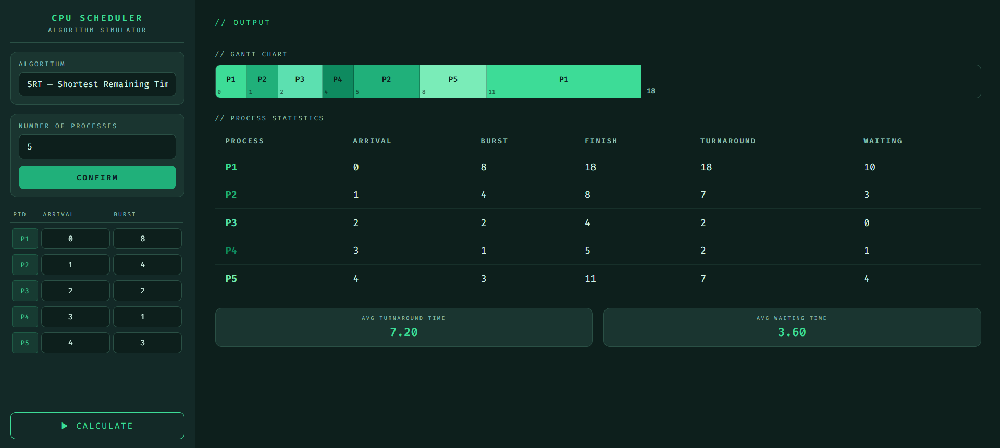 CPU SCHEDULER
ALGORITHM SIMULATOR
ALGORITHM
SRT — Shortest Remaining Tim
NUMBER OF PROCESSES
5
CONFIRM
PID ARRIVAL BURST
P1 0 8
P2 1 4
P3 2 2
P4 3 1
P5 4 3
▶ CALCULATE
// OUTPUT
// GANTT CHART
P1 P2 P3 P4 P2 P5 P1
0 1 2 4 5 8 11 18
// PROCESS STATISTICS
PROCESS ARRIVAL BURST FINISH TURNAROUND WAITING
P1 0 8 18 18 10
P2 1 4 8 7 3
P3 2 2 4 2 0
P4 3 1 5 2 1
P5 4 3 11 7 4
AVG TURNAROUND TIME
7.20
AVG WAITING TIME
3.60